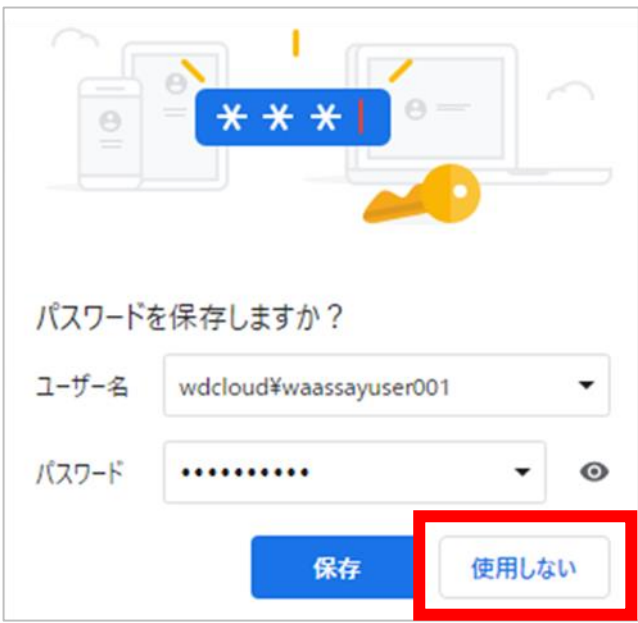 ***
パスワードを保存しますか？
ユーザー名 wdcloud¥waassayuser001
パスワード ••••••••••
保存 使用しない